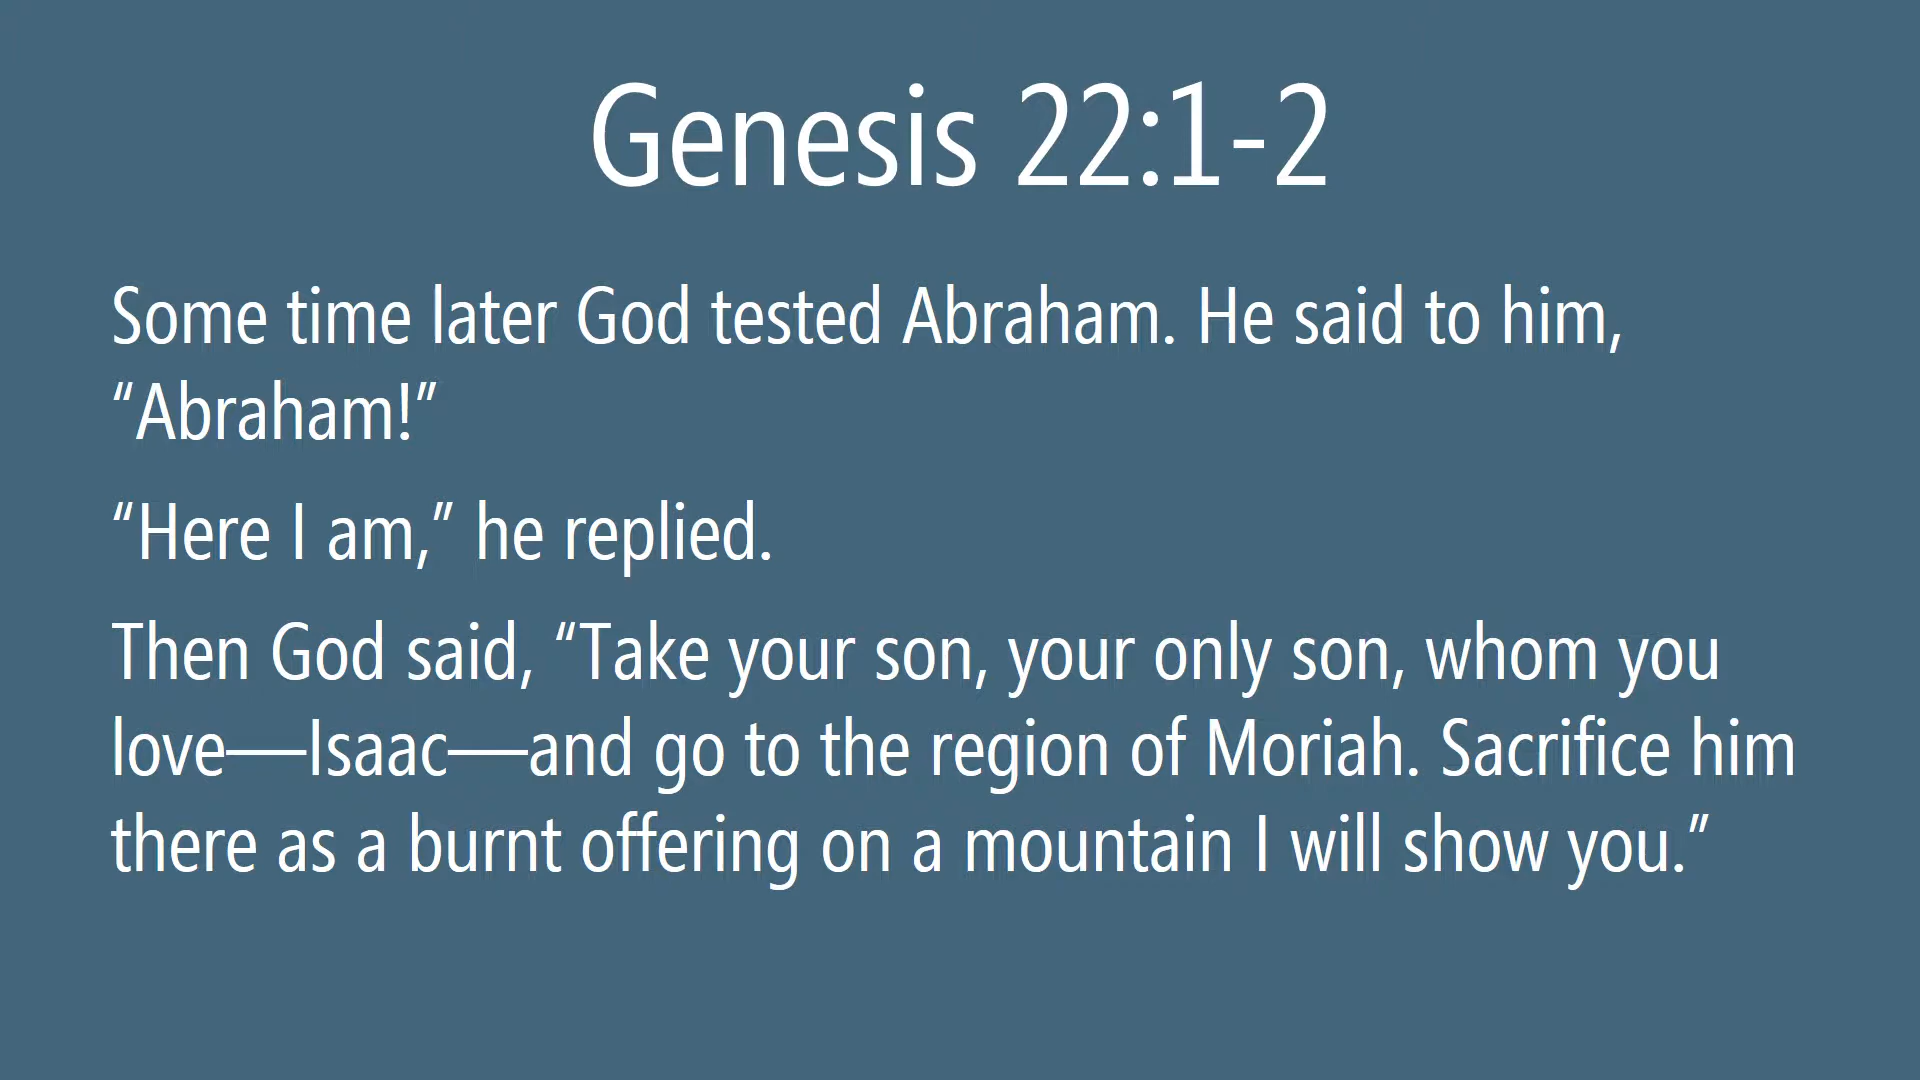 Genesis 22:1-2
Some time later God tested Abraham. He said to him,
“Abraham!”
“Here I am,” he replied.
Then God said, “Take your son, your only son, whom you
love—Isaac—and go to the region of Moriah. Sacrifice him
there as a burnt offering on a mountain I will show you.”